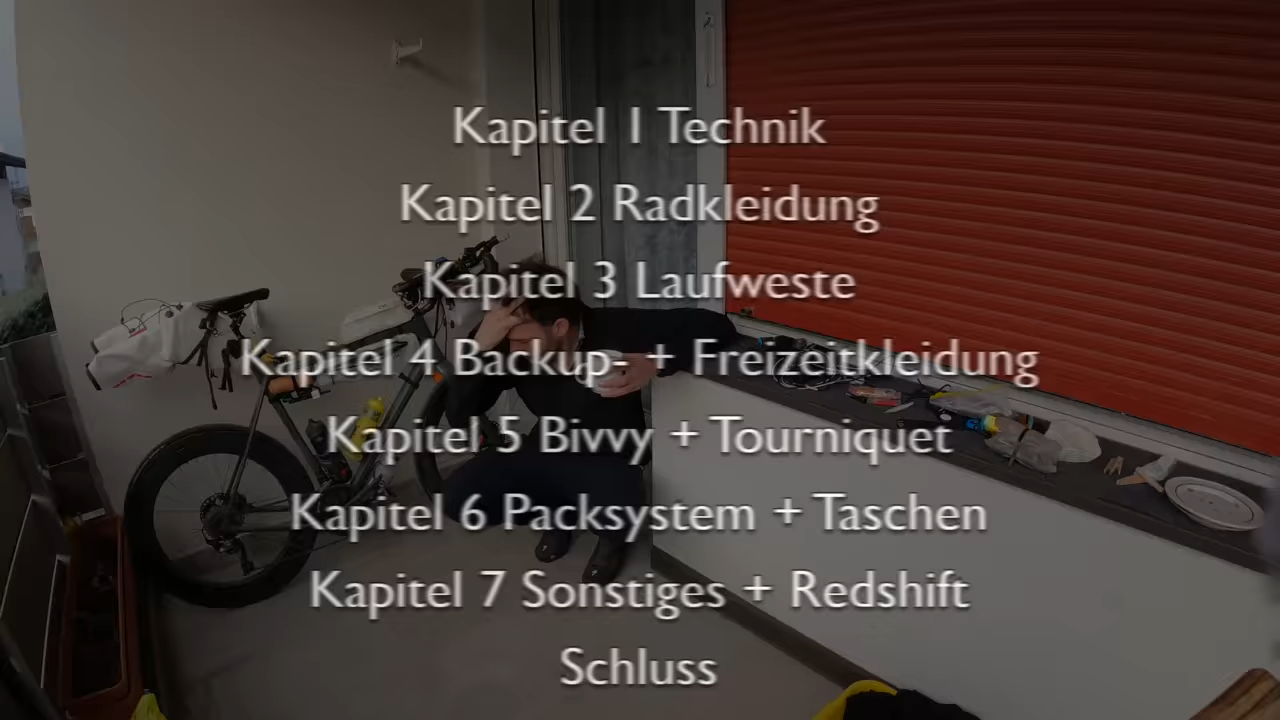 Kapitel 1 Technik
Kapitel 2 Radkleidung
Kapitel 3 Laufweste
Kapitel 4 Backup- + Freizeitkleidung
Kapitel 5 Bivvy + Tourniquet
Kapitel 6 Packsystem + Taschen
Kapitel 7 Sonstiges + Redshift
Schluss